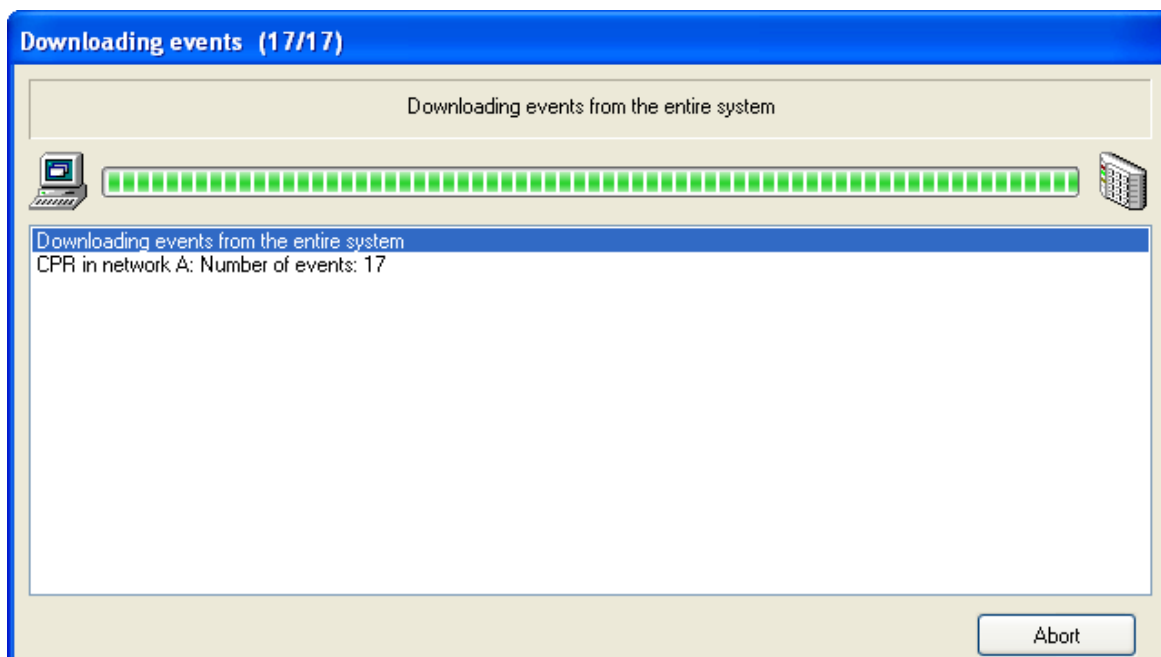 Downloading events (17/17)
Downloading events from the entire system
Downloading events from the entire system
CPR in network A: Number of events: 17
Abort